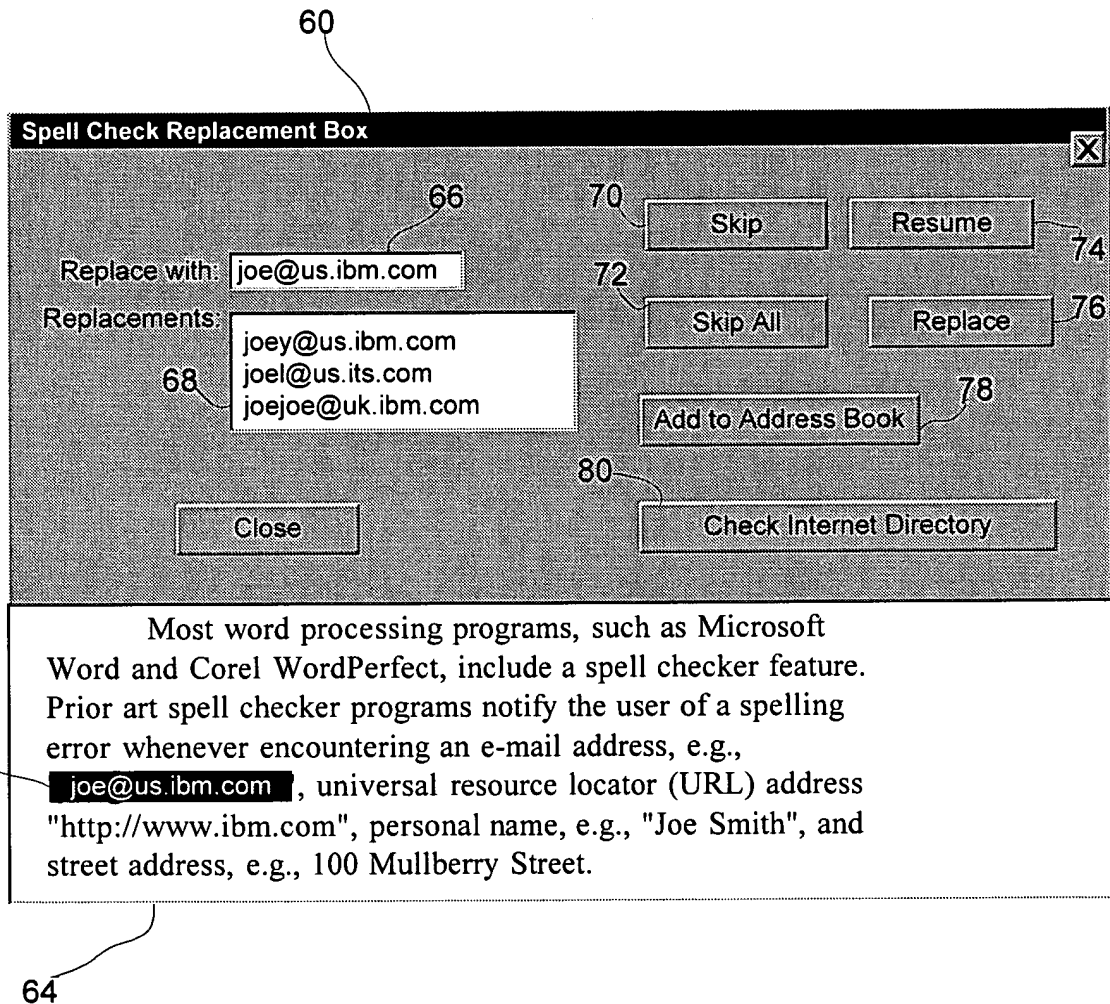 60
Spell Check Replacement Box
X
66
70
Skip
Resume
74
Replace with: joe@us.ibm.com
72
Replacements:
joey@us.ibm.com
joel@us.its.com
joejoe@uk.ibm.com
68
Skip All
Replace
76
78
Add to Address Book
80
Close
Check Internet Directory
Most word processing programs, such as Microsoft
Word and Corel WordPerfect, include a spell checker feature.
Prior art spell checker programs notify the user of a spelling
error whenever encountering an e-mail address, e.g.,
joe@us.ibm.com , universal resource locator (URL) address
"http://www.ibm.com", personal name, e.g., "Joe Smith", and
street address, e.g., 100 Mullberry Street.
64